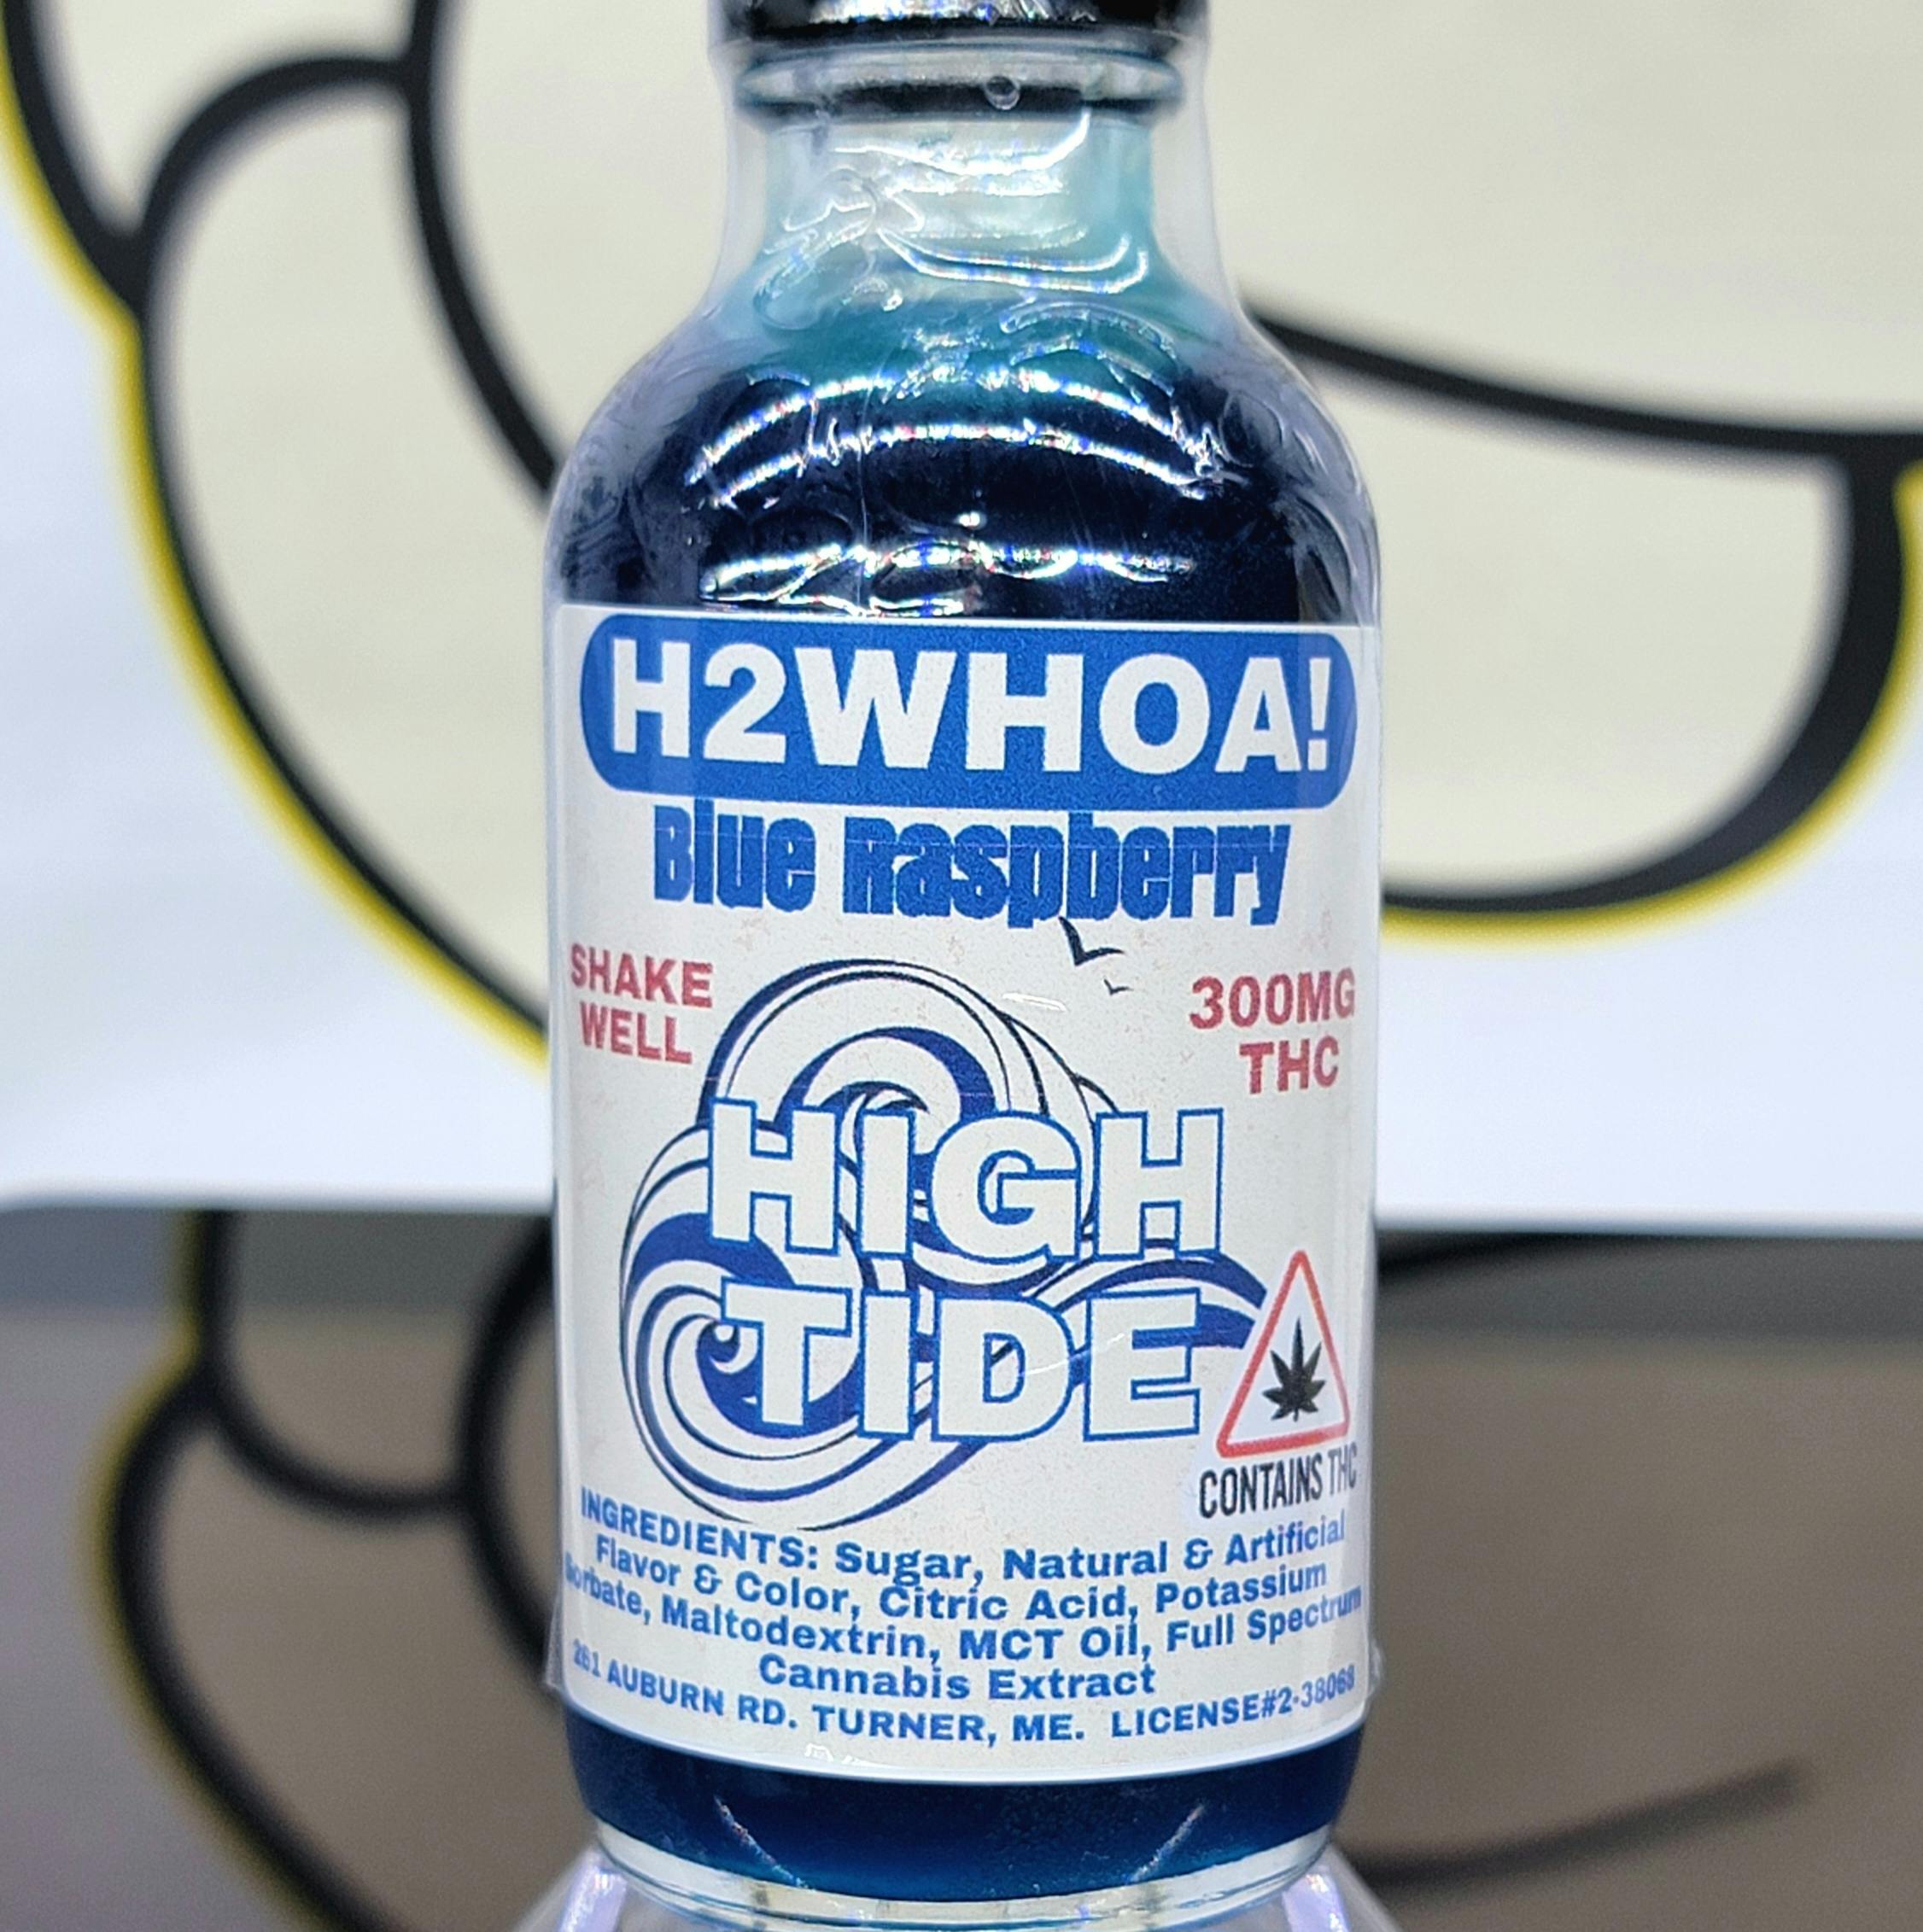 H2WHOA!
Blue Raspberry
SHAKE
WELL
300MG
THC
HIGH
TIDE
CONTAINS THC
INGREDIENTS: Sugar, Natural & Artificial
Flavor & Color, Citric Acid, Potassium
Sorbate, Maltodextrin, MCT Oil, Full Spectrum
Cannabis Extract
261 AUBURN RD. TURNER, ME. LICENSE#2-38068